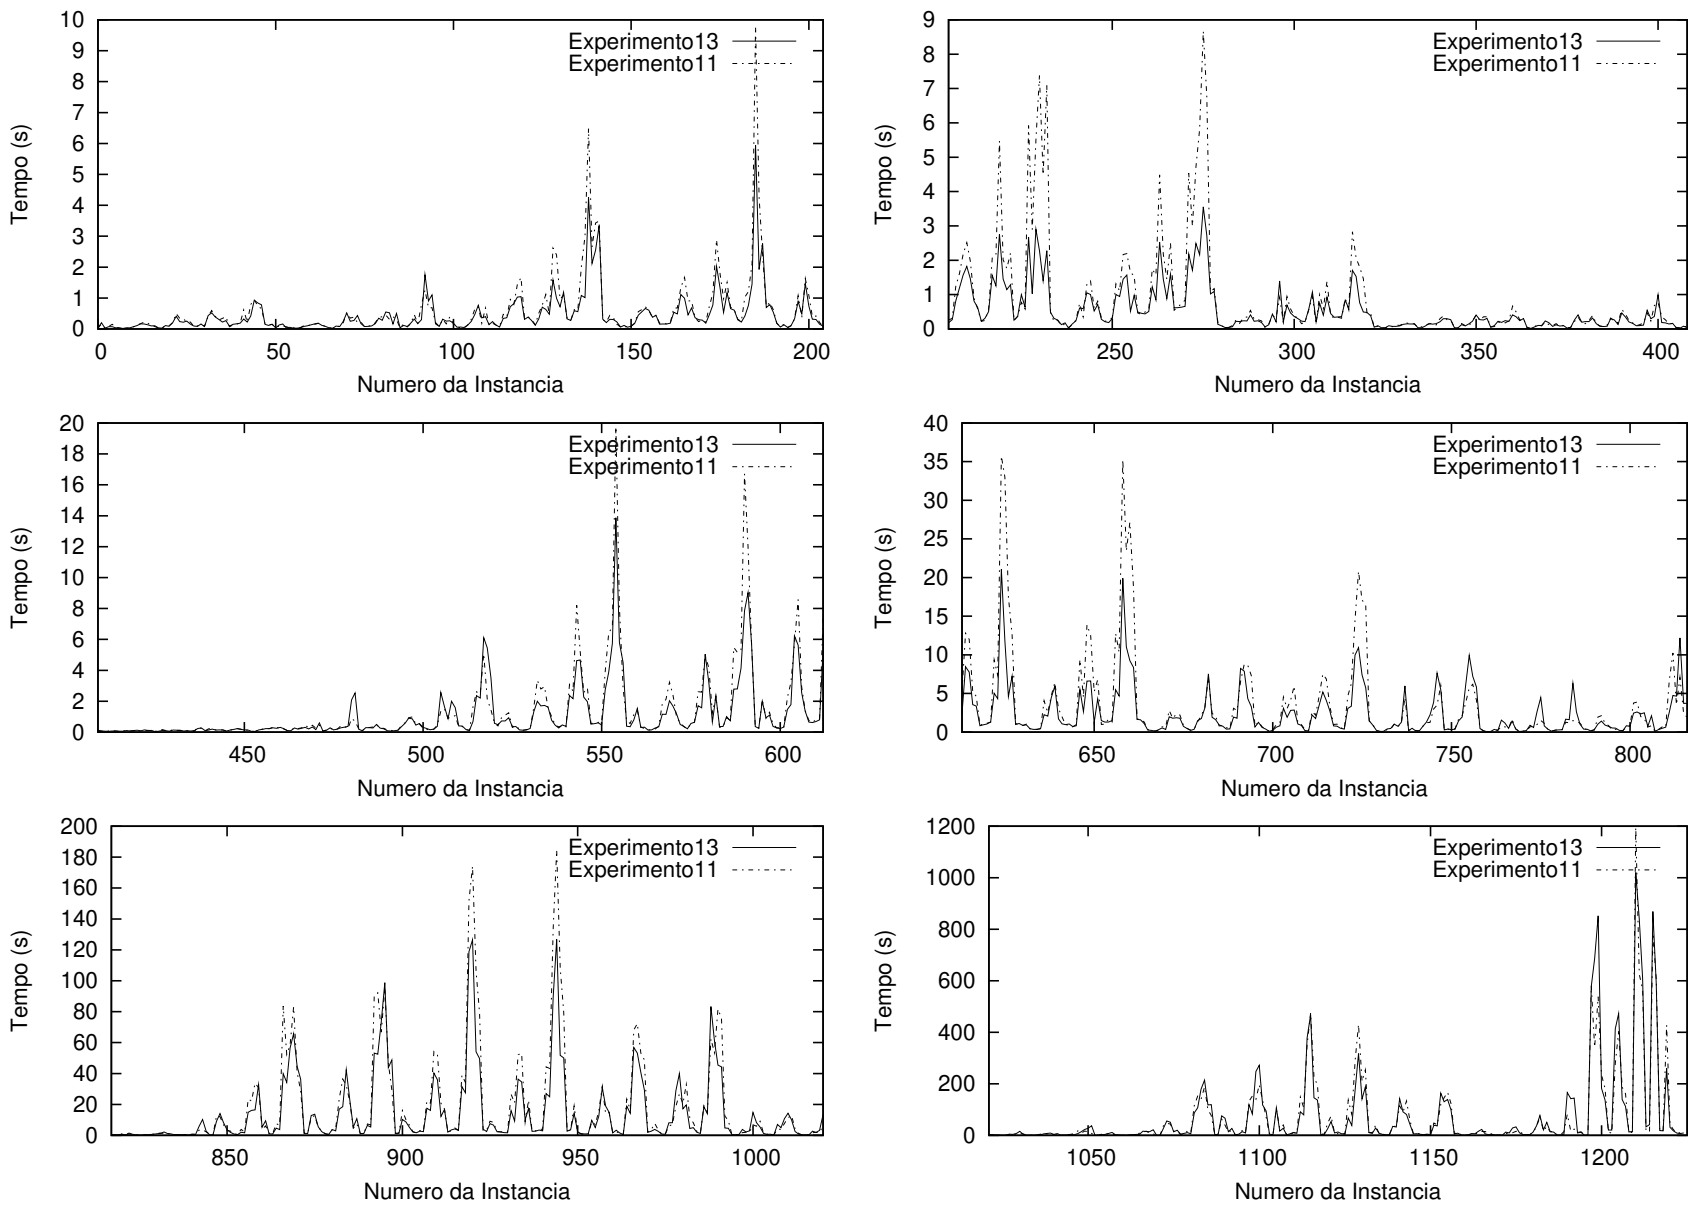 10
9
8
7
6
5
4
3
2
1
0
Tempo (s)
Experimento13
Experimento11
0 50 100 150 200
Numero da Instancia
9
8
7
6
5
4
3
2
1
0
Tempo (s)
Experimento13
Experimento11
250 300 350 400
Numero da Instancia
20
18
16
14
12
10
8
6
4
2
0
Tempo (s)
Experimento13
Experimento11
450 500 550 600
Numero da Instancia
40
35
30
25
20
15
10
5
0
Tempo (s)
Experimento13
Experimento11
650 700 750 800
Numero da Instancia
200
180
160
140
120
100
80
60
40
20
0
Tempo (s)
Experimento13
Experimento11
850 900 950 1000
Numero da Instancia
1200
1000
800
600
400
200
0
Tempo (s)
Experimento13
Experimento11
1050 1100 1150 1200
Numero da Instancia